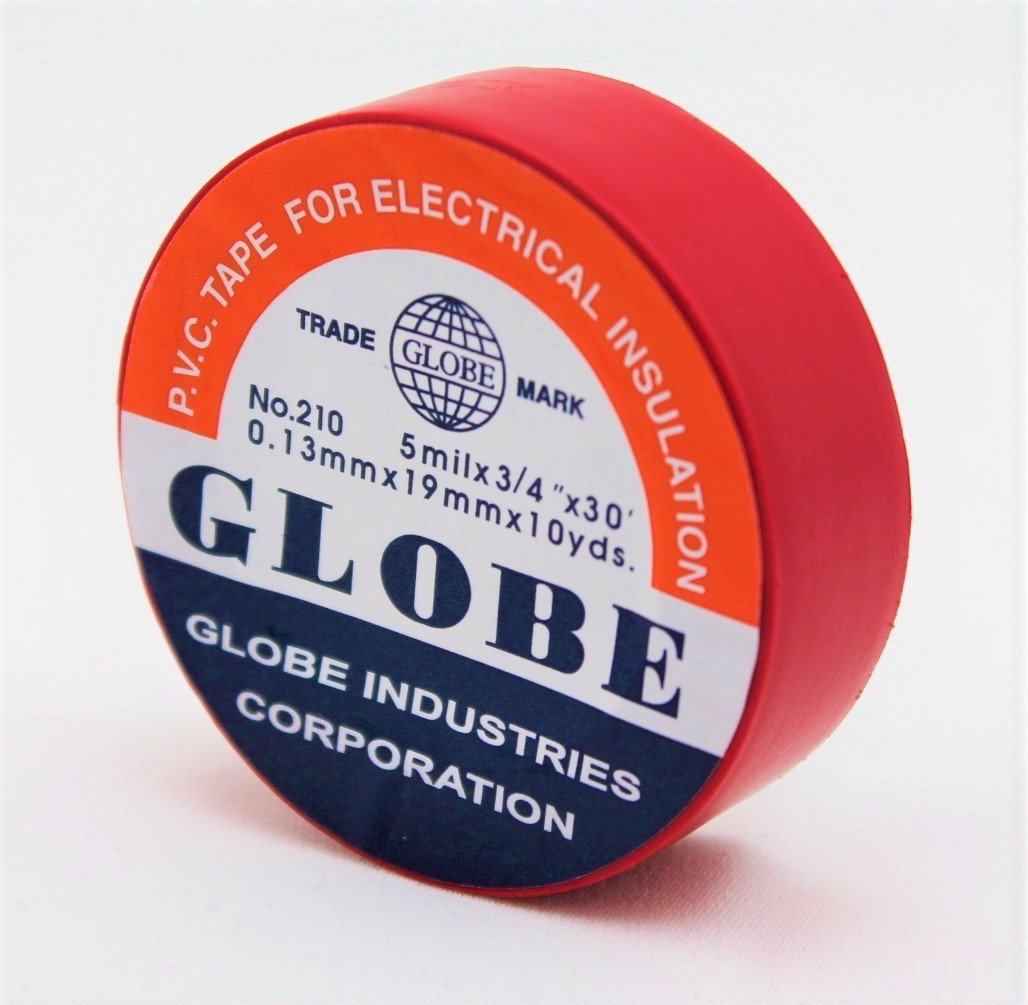 P.V.C. TAPE FOR ELECTRICAL INSULATION
TRADE GLOBE MARK
No.210 5milx3/4"x30'
0.13mmx19mmx10yds.
GLOBE
GLOBE INDUSTRIES
CORPORATION